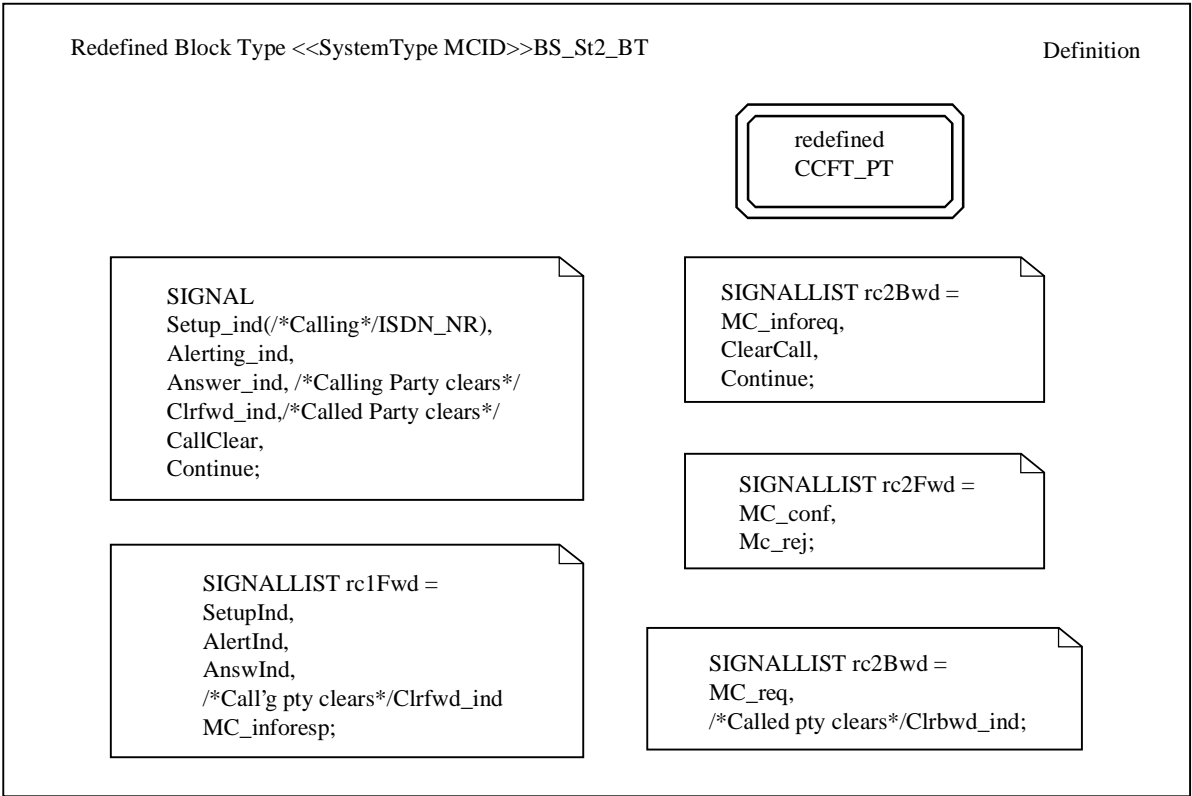 Redefined Block Type <<SystemType MCID>>BS_St2_BT
Definition
redefined
CCFT_PT
SIGNAL
Setup_ind(/*Calling*/ISDN_NR),
Alerting_ind,
Answer_ind, /*Calling Party clears*/
Clrfwd_ind,/*Called Party clears*/
CallClear,
Continue;
SIGNALLIST rc2Bwd =
MC_inforeq,
ClearCall,
Continue;
SIGNALLIST rc2Fwd =
MC_conf,
Mc_rej;
SIGNALLIST rc1Fwd =
SetupInd,
AlertInd,
AnswInd,
/*Call’g pty clears*/Clrfwd_ind
MC_inforesp;
SIGNALLIST rc2Bwd =
MC_req,
/*Called pty clears*/Clrbwd_ind;